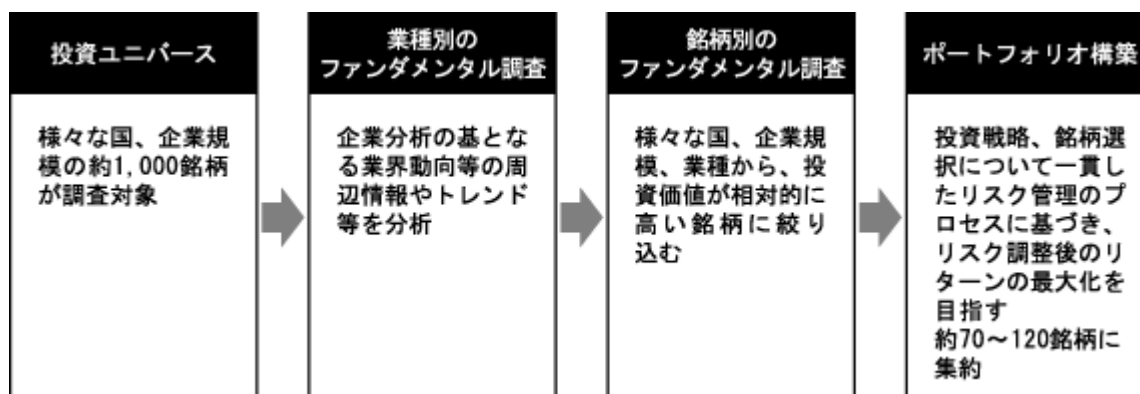 投資ユニバース
様々な国、企業規
模の約1,000銘柄
が調査対象
業種別の
ファンダメンタル調査
企業分析の基とな
る業界動向等の周
辺情報やトレンド
等を分析
銘柄別の
ファンダメンタル調査
様々な国、企業規
模、業種から、投
資価値が相対的に
高い銘柄に絞り
込む
ポートフォリオ構築
投資戦略、銘柄選
択について一貫し
たリスク管理のプ
ロセスに基づき、
リスク調整後のリ
ターンの最大化を
目指す
約70～120銘柄に
集約